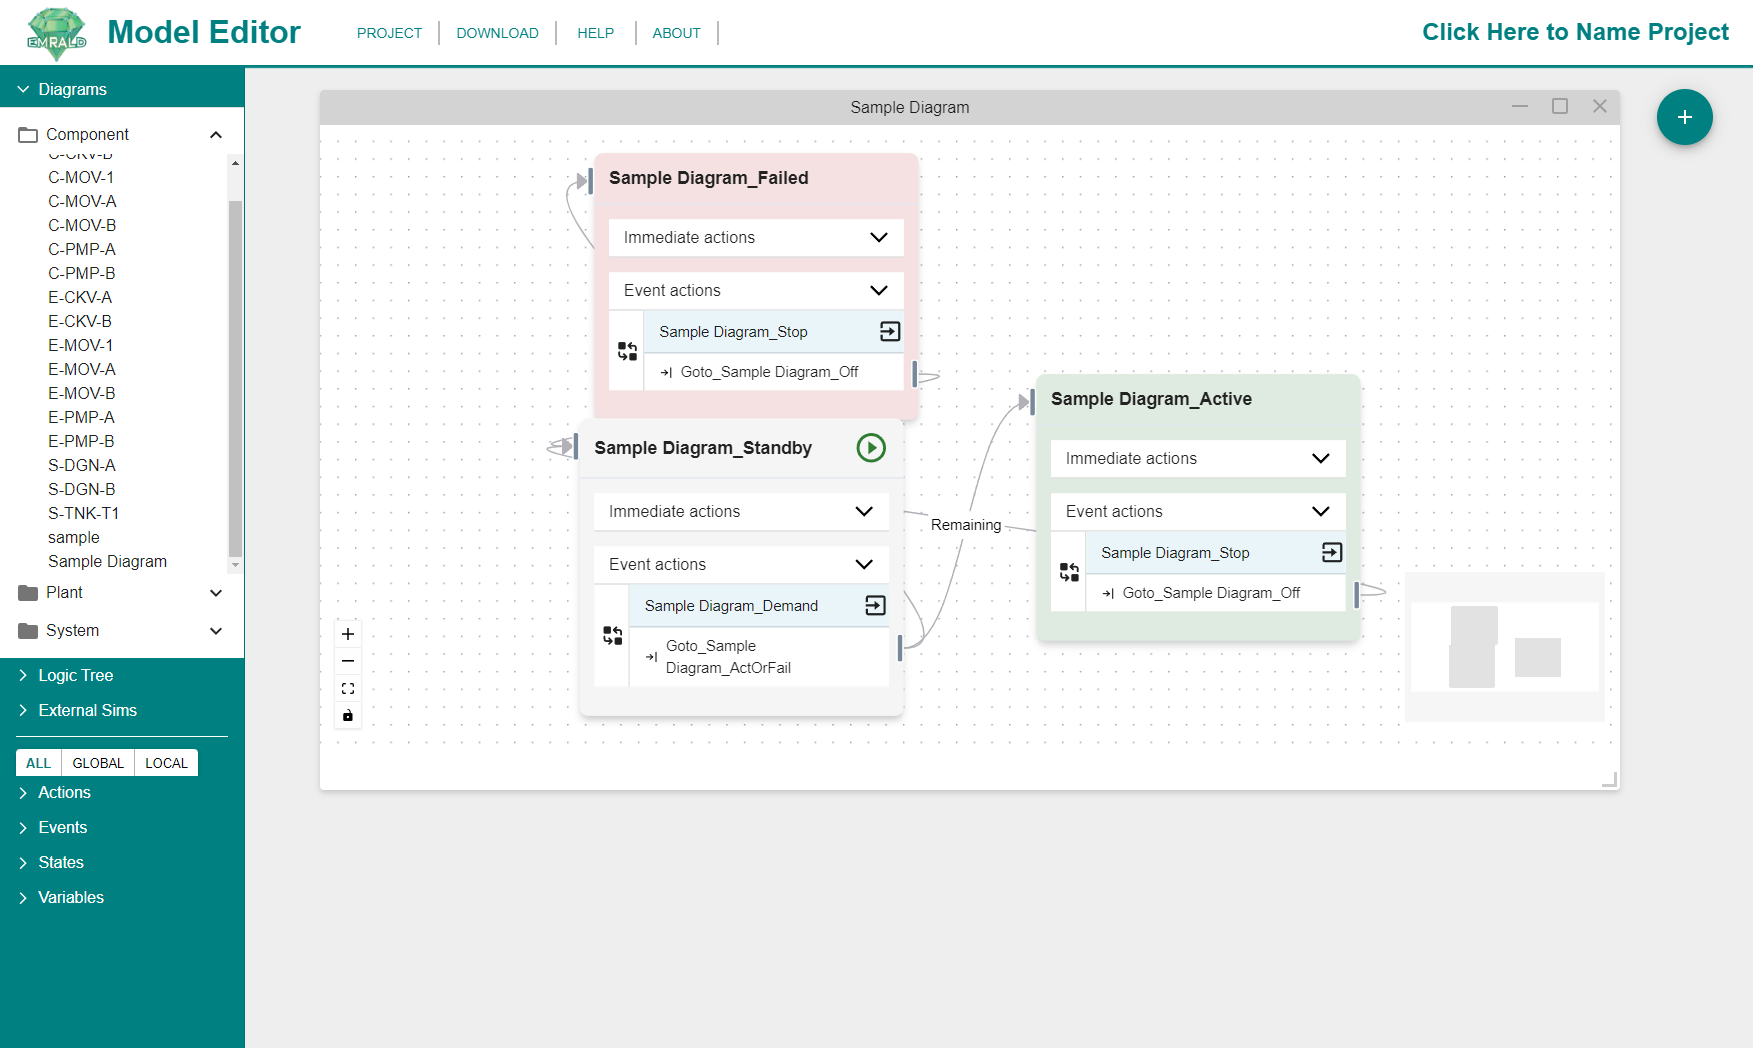 EMRALD
Model Editor
PROJECT
DOWNLOAD
HELP
ABOUT
Click Here to Name Project
Diagrams
Component
C-CKV-B
C-MOV-1
C-MOV-A
C-MOV-B
C-PMP-A
C-PMP-B
E-CKV-A
E-CKV-B
E-MOV-1
E-MOV-A
E-MOV-B
E-PMP-A
E-PMP-B
S-DGN-A
S-DGN-B
S-TNK-T1
sample
Sample Diagram
Plant
System
Logic Tree
External Sims
ALL
GLOBAL
LOCAL
Actions
Events
States
Variables
Sample Diagram
Sample Diagram_Failed
Immediate actions
Event actions
Sample Diagram_Stop
Goto_Sample Diagram_Off
Sample Diagram_Standby
Immediate actions
Event actions
Sample Diagram_Demand
Goto_Sample
Diagram_ActOrFail
Remaining
Sample Diagram_Active
Immediate actions
Event actions
Sample Diagram_Stop
Goto_Sample Diagram_Off